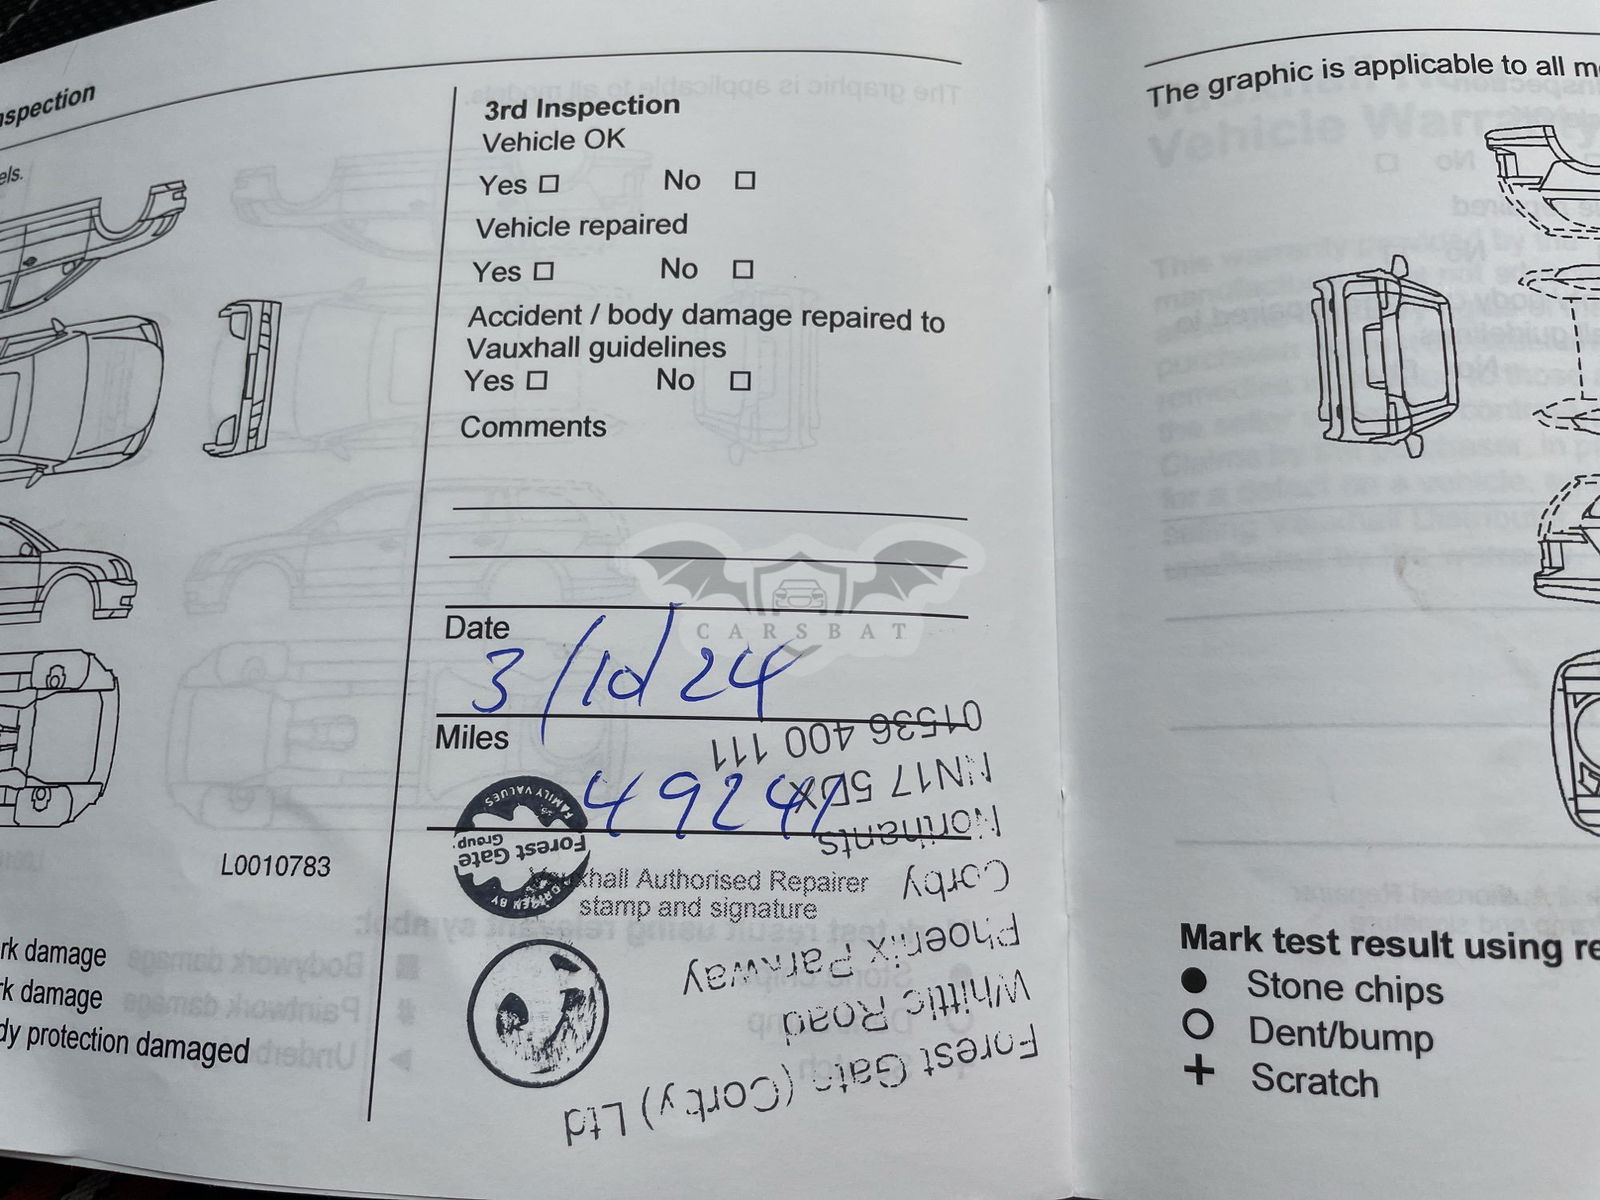 nspection
els.
L0010783
rk damage
rk damage
dy protection damaged
3rd Inspection
Vehicle OK
Yes No
Vehicle repaired
Yes No
Accident / body damage repaired to
Vauxhall guidelines
Yes No
Comments
CARSBAT
Date
3/10/24
Miles
Vauxhall Authorised Repairer
stamp and signature
Forest Gate (Corby) Ltd
Whittle Road
Phoenix Parkway
Corby
Northants
NN17 5DX
01536 400 111
FAMILY VALUES
Forest Gate
Group
DRIVEN BY
The graphic is applicable to all mo
Mark test result using re
Stone chips
Dent/bump
Scratch